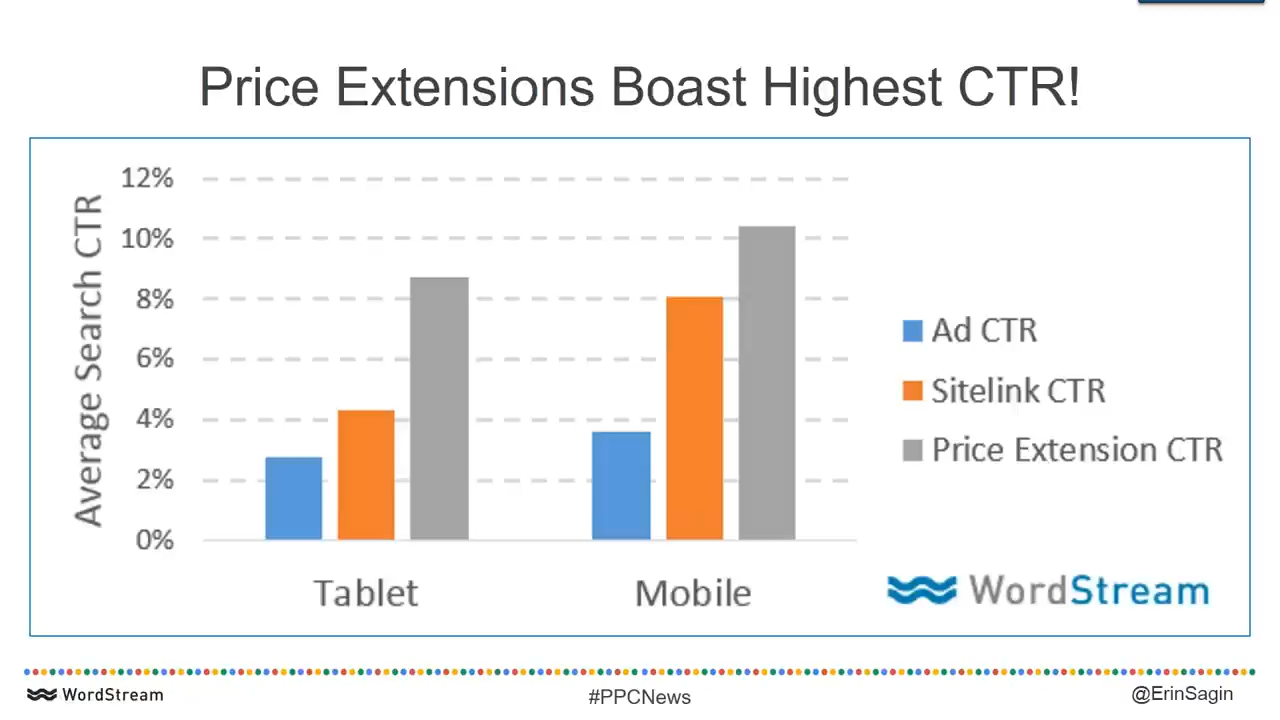 Price Extensions Boast Highest CTR!
Average Search CTR
12%
10%
8%
6%
4%
2%
0%
Tablet
Mobile
Ad CTR
Sitelink CTR
Price Extension CTR
WordStream
WordStream
#PPCNews
@ErinSagin